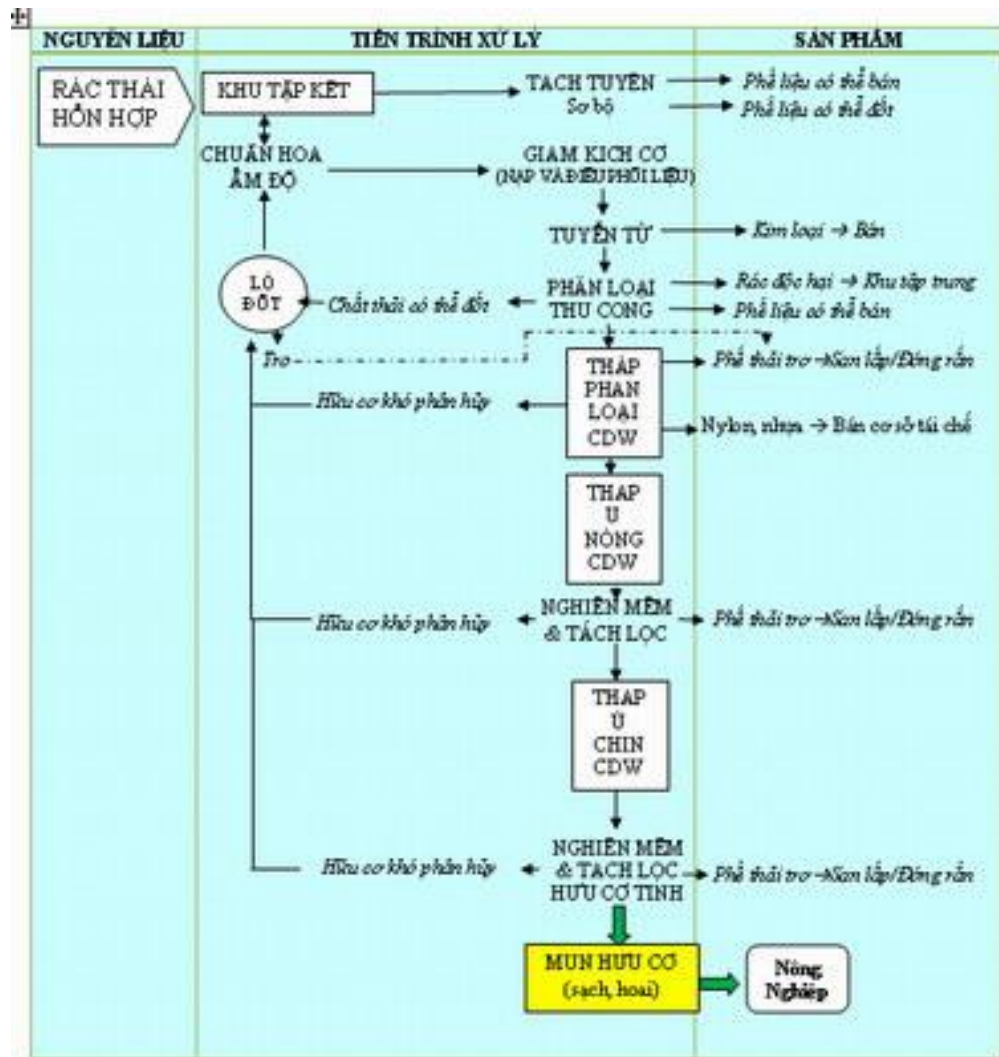 NGUYÊN LIỆU
TIẾN TRÌNH XỬ LÝ
SẢN PHẨM
RÁC THẢI
HỖN HỢP
KHU TẬP KẾT
TÁCH TUYỂN
Sơ bộ
Phế liệu có thể bán
Phế liệu có thể đốt
CHUẨN HÓA
ẨM ĐỘ
GIẢM KÍCH CỠ
(NẠP VÀ ĐIỀU PHỐI LIỆU)
TUYỂN TỪ
Kim loại → Bán
LÒ
ĐỐT
Chất thải có thể đốt
PHÂN LOẠI
THỦ CÔNG
Rác độc hại → Khu tập trung
Phế liệu có thể bán
Tro
THÁP
PHÂN
LOẠI
CDW
Phế thải trơ →San lấp/Đóng rắn
Hữu cơ khó phân hủy
Nylon, nhựa → Bán cơ sở tái chế
THÁP
Ủ
NÓNG
CDW
Hữu cơ khó phân hủy
NGHIỀN MỀM
& TÁCH LỌC
Phế thải trơ →San lấp/Đóng rắn
THÁP
Ủ
CHÍN
CDW
Hữu cơ khó phân hủy
NGHIỀN MỀM
& TÁCH LỌC
HỮU CƠ TINH
Phế thải trơ →San lấp/Đóng rắn
MÙN HỮU CƠ
(sạch, hoai)
Nông
Nghiệp